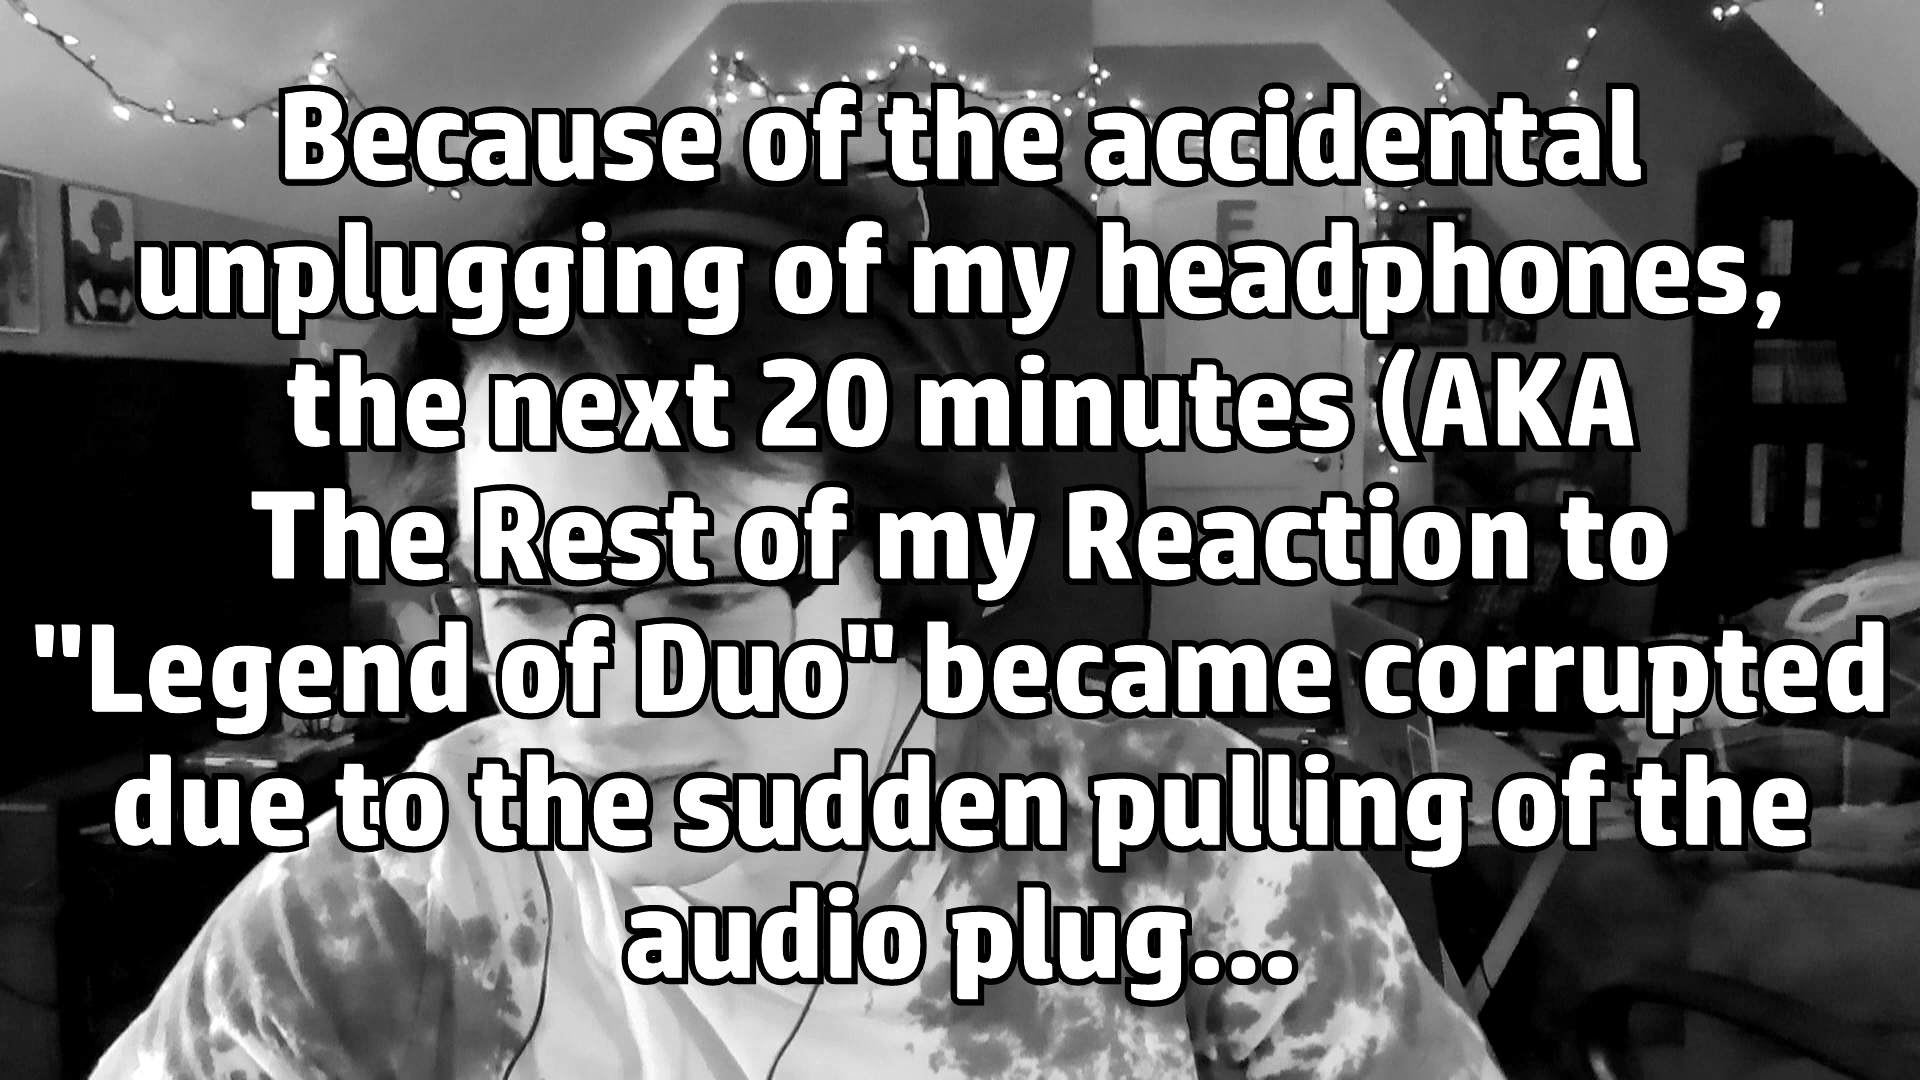 Because of the accidental
unplugging of my headphones,
the next 20 minutes (AKA
The Rest of my Reaction to
"Legend of Duo" became corrupted
due to the sudden pulling of the
audio plug...
E